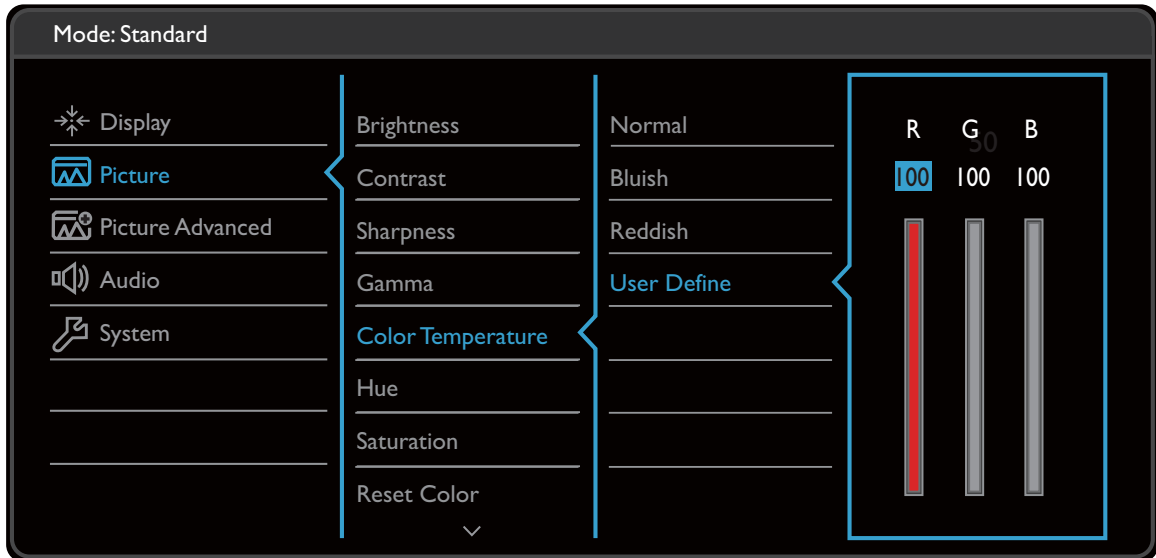 Mode: Standard
Display
Picture
Picture Advanced
Audio
System
Brightness
Contrast
Sharpness
Gamma
Color Temperature
Hue
Saturation
Reset Color
Normal
Bluish
Reddish
User Define
R G B
50
100 100 100